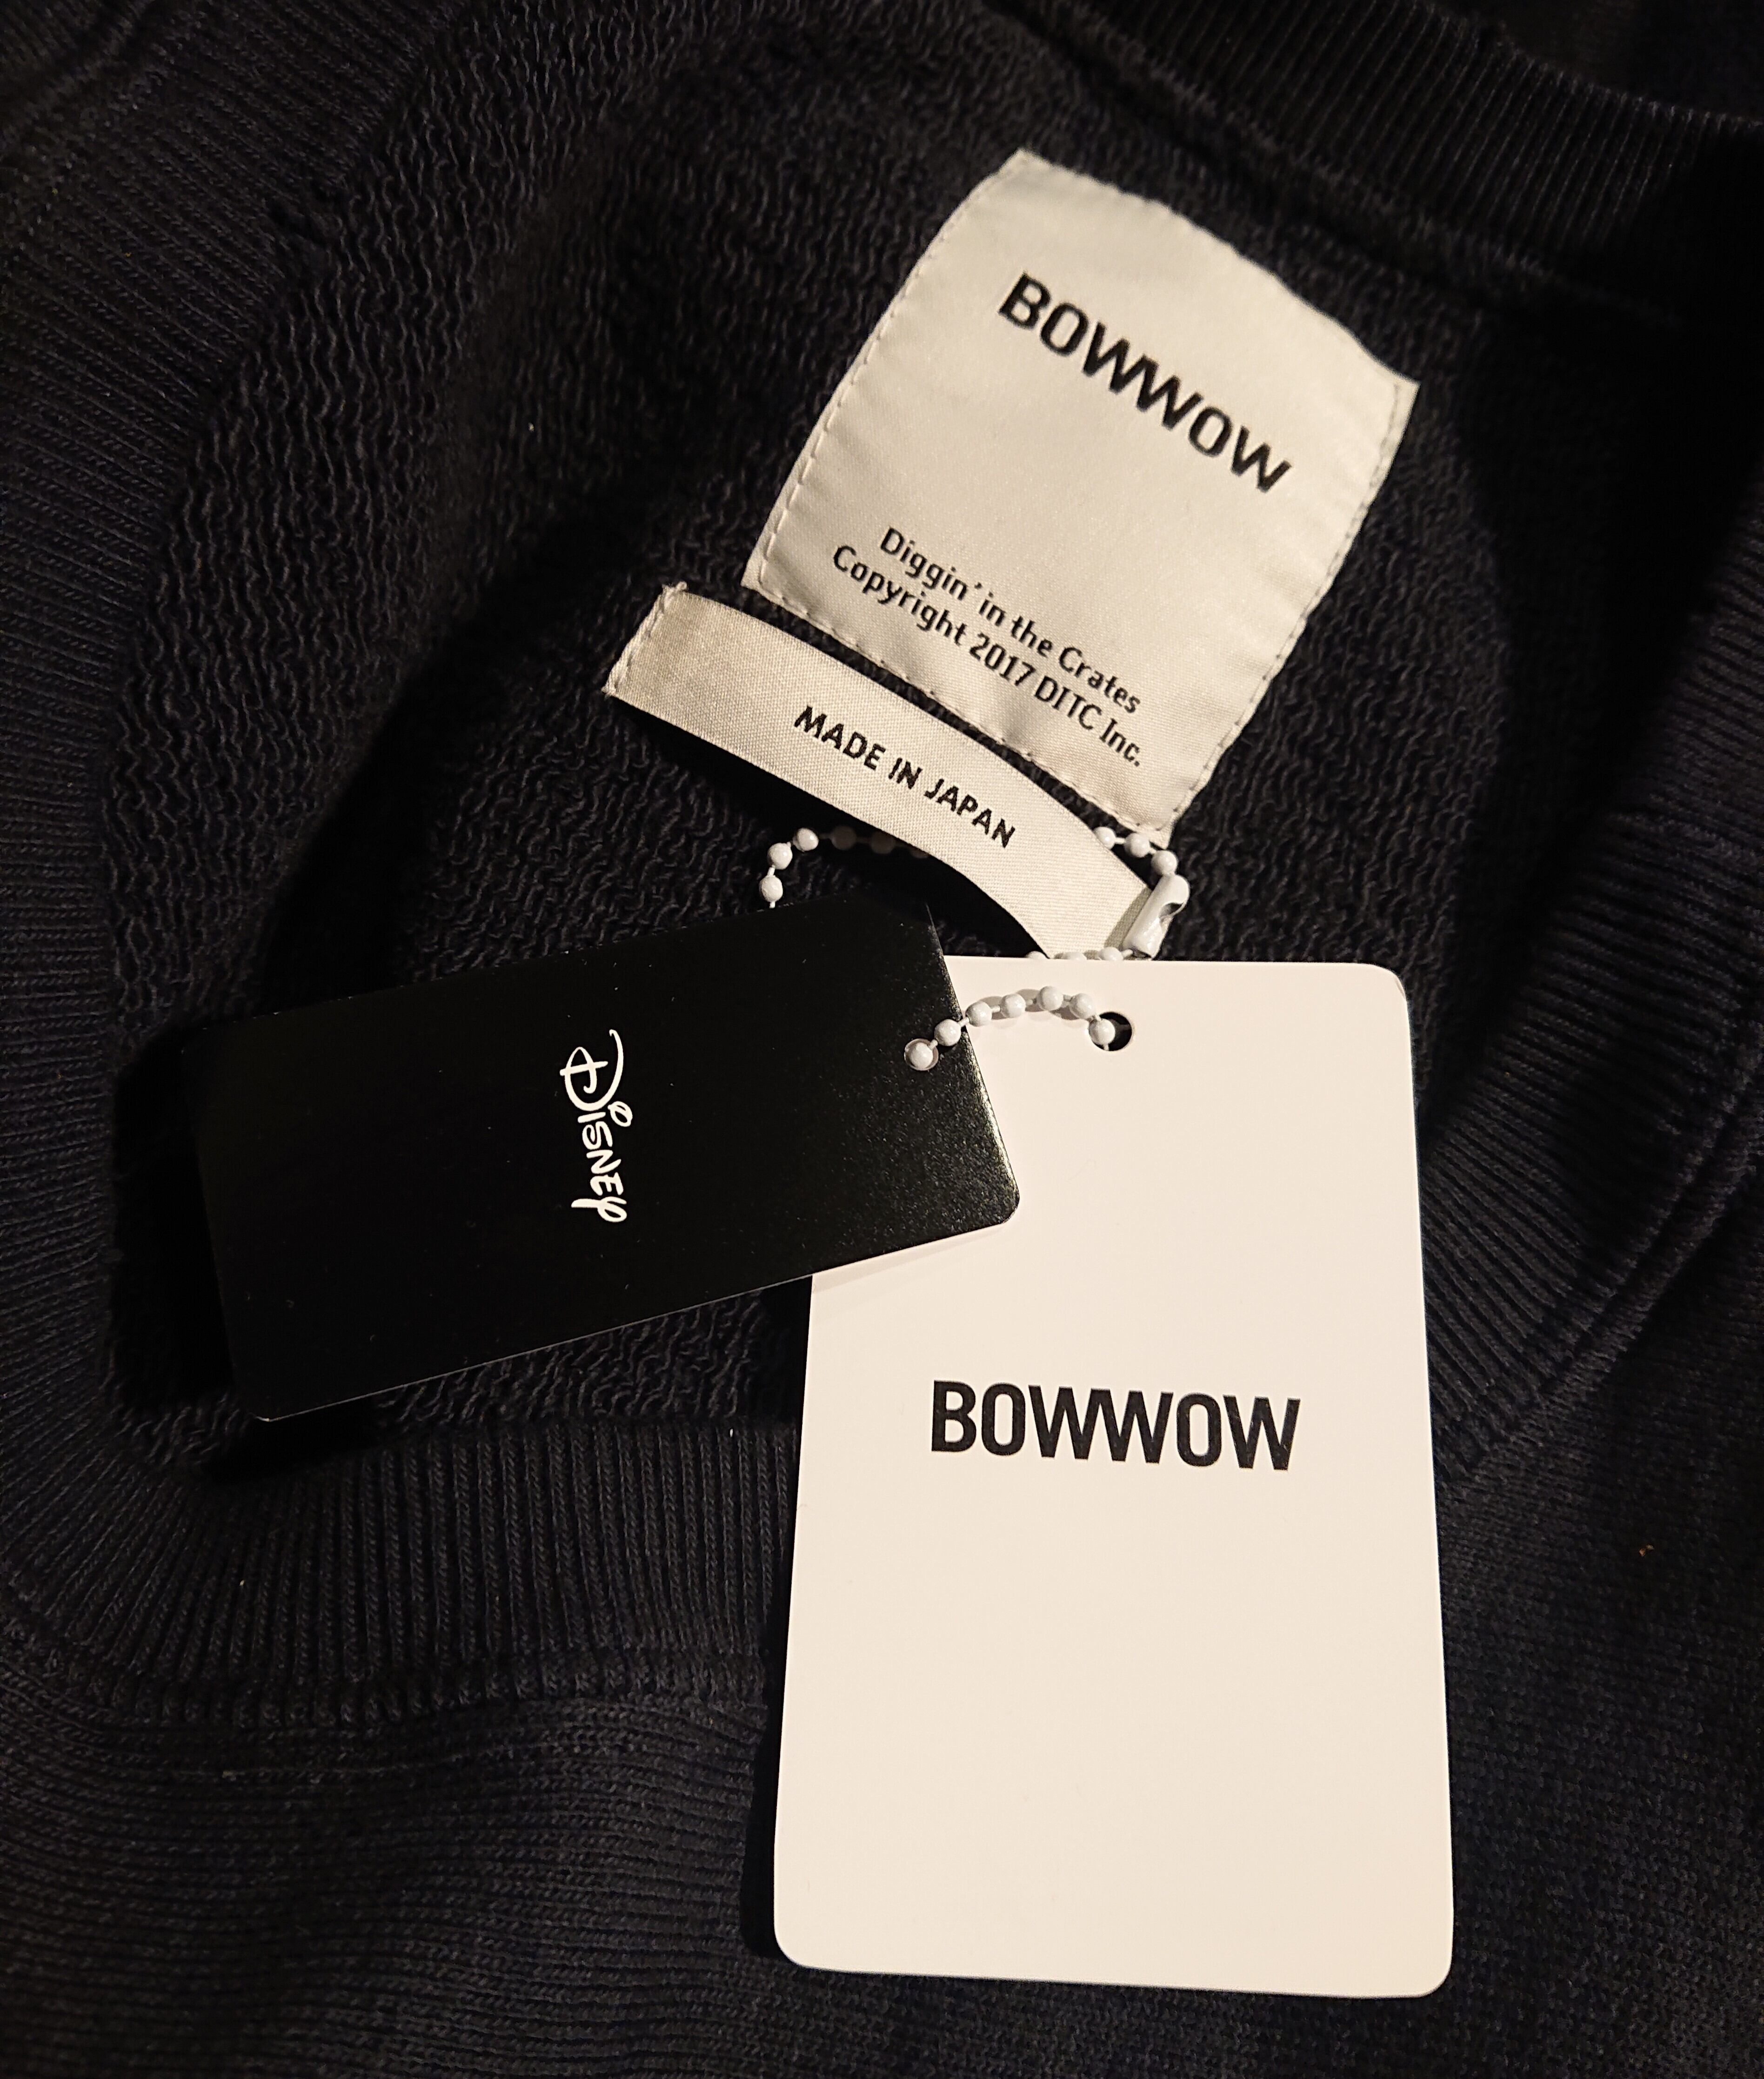 BOWWOW
Diggin' in the Crates
Copyright 2017 DITC Inc.
MADE IN JAPAN
Disney
BOWWOW